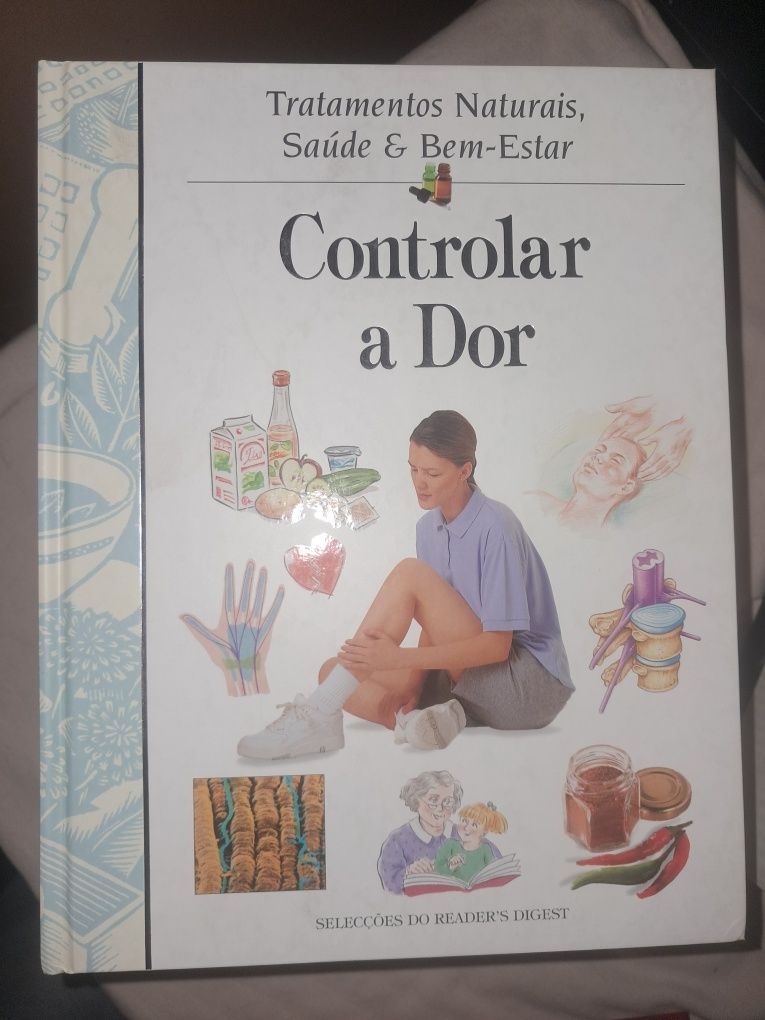 Tratamentos Naturais,
Saúde & Bem-Estar
Controlar
a Dor
SELECÇÕES DO READER'S DIGEST